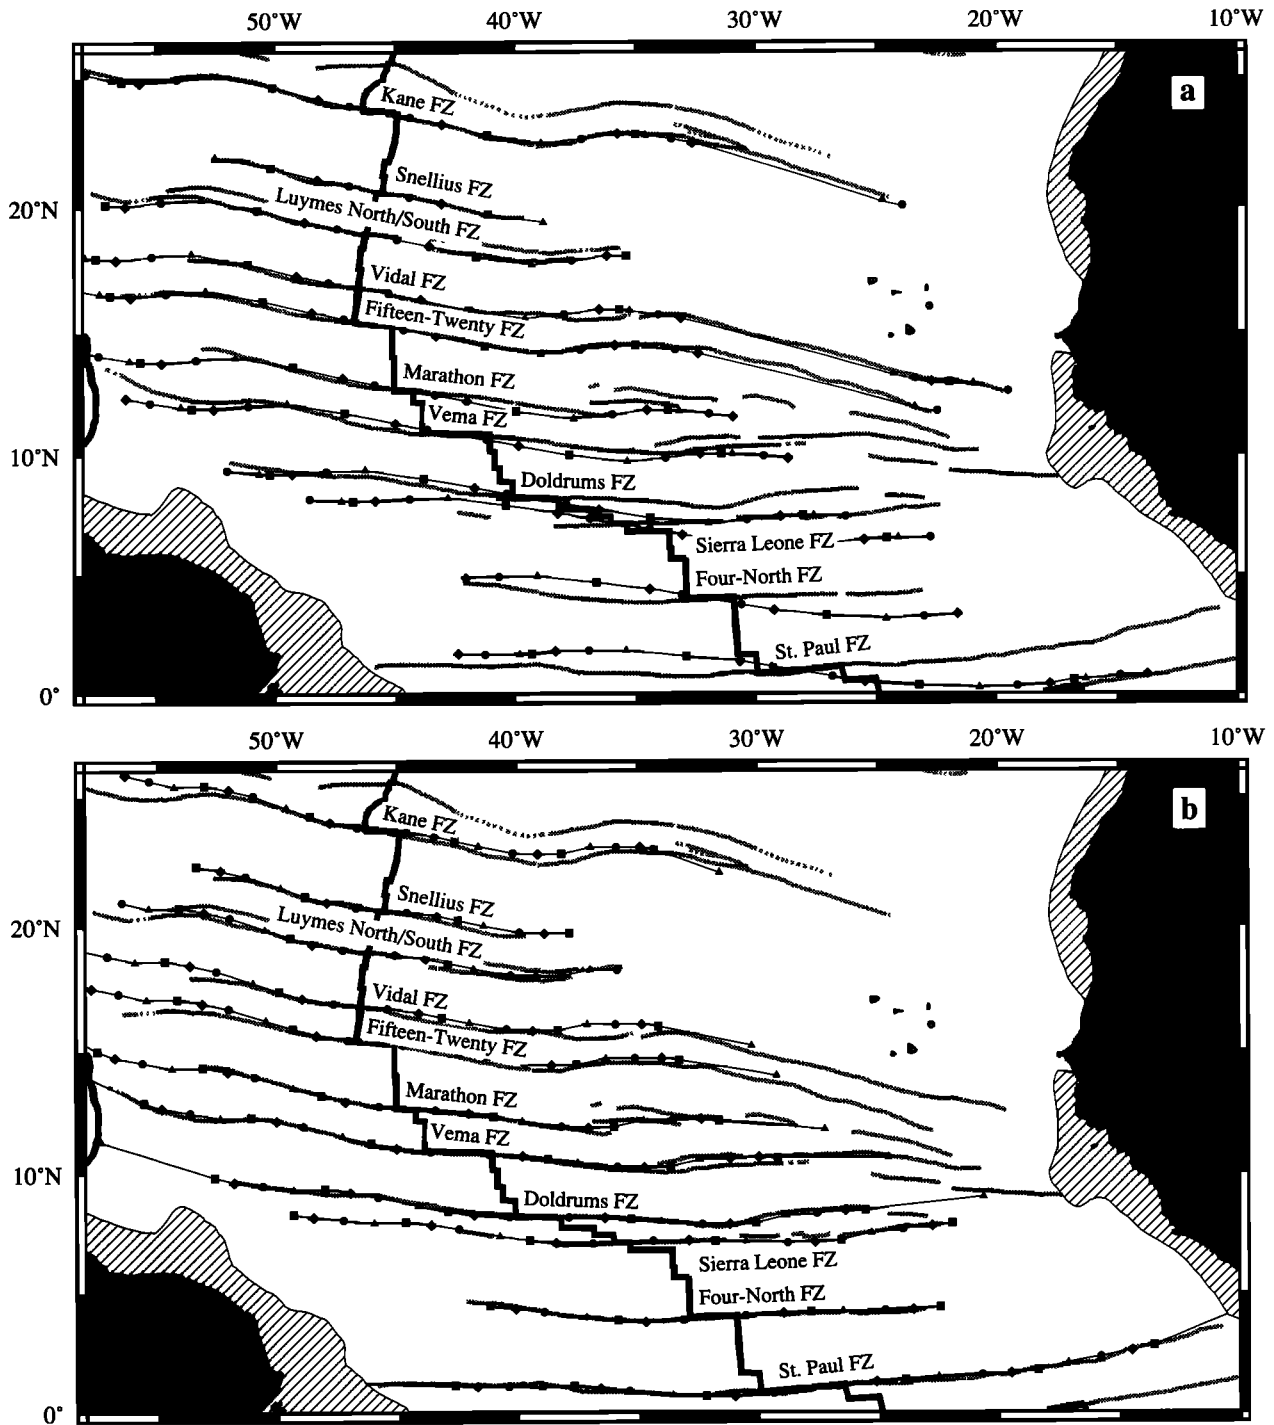 50°W 40°W 30°W 20°W 10°W
a
Kane FZ
Snellius FZ
20°N
Luymes North/South FZ
Vidal FZ
Fifteen-Twenty FZ
Marathon FZ
Vema FZ
10°N
Doldrums FZ
Sierra Leone FZ
Four-North FZ
St. Paul FZ
0°
50°W 40°W 30°W 20°W 10°W
b
Kane FZ
Snellius FZ
20°N
Luymes North/South FZ
Vidal FZ
Fifteen-Twenty FZ
Marathon FZ
Vema FZ
10°N
Doldrums FZ
Sierra Leone FZ
Four-North FZ
St. Paul FZ
0°